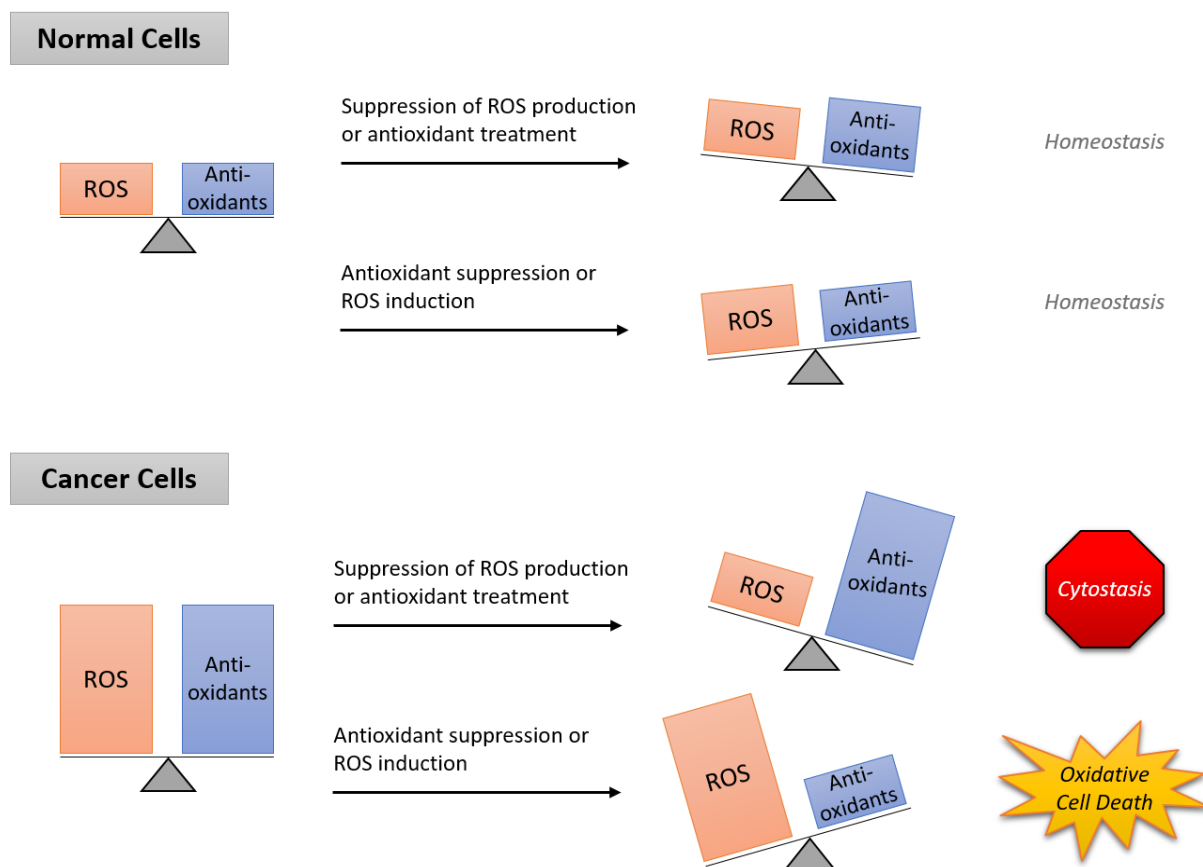 Normal Cells
Suppression of ROS production
or antioxidant treatment
ROS
Anti-
oxidants
ROS
Anti-
oxidants
Homeostasis
Antioxidant suppression or
ROS induction
ROS
Anti-
oxidants
Homeostasis
Cancer Cells
Suppression of ROS production
or antioxidant treatment
ROS
Anti-
oxidants
ROS
Anti-
oxidants
Cytostasis
Antioxidant suppression or
ROS induction
ROS
Anti-
oxidants
Oxidative
Cell Death